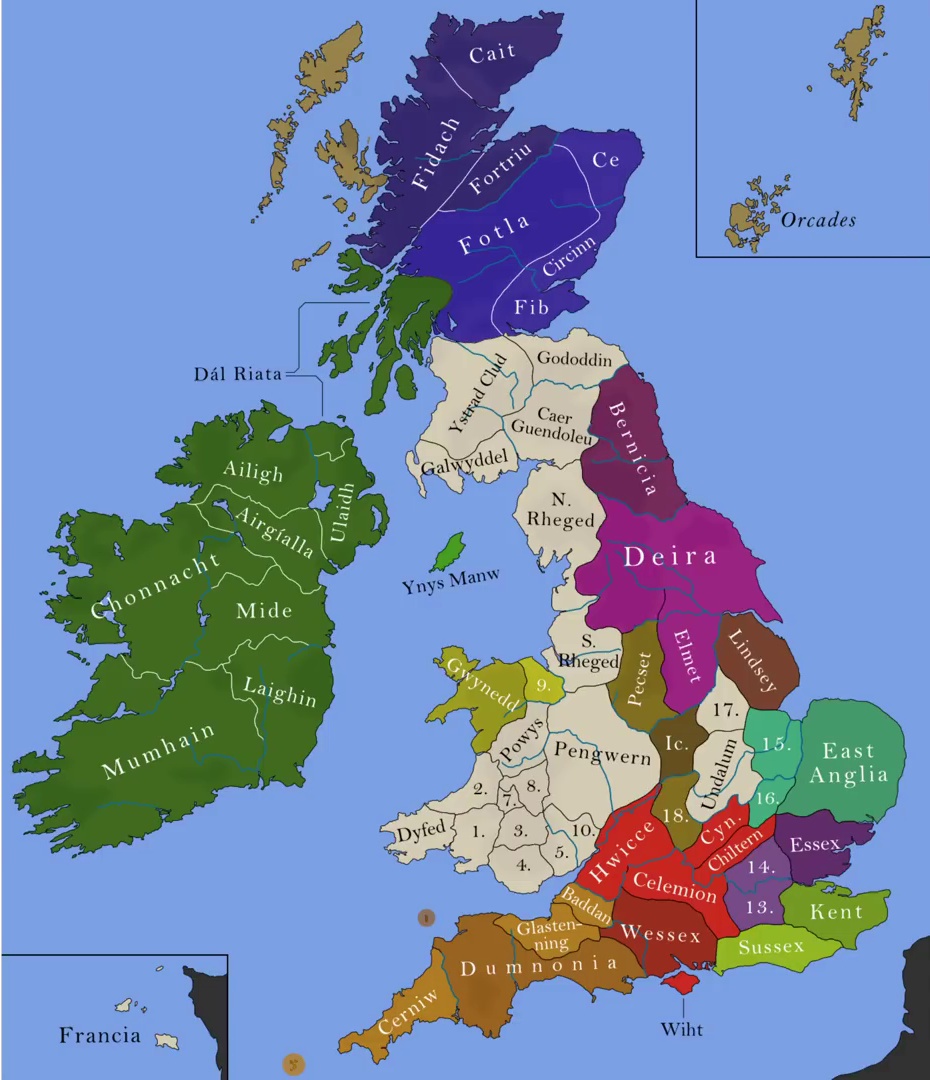 Cait
Fidach
Fortriu
Ce
Fotla
Orcades
Circinn
Fib
Dál Riata
Gododdin
Ystrad Clud
Caer
Guendoleu
Bernicia
Galwyddel
Ailigh
Ulaidh
N.
Rheged
Airgíalla
Deira
Chonnacht
Ynys Manw
Mide
S.
Rheged
Pecset
Elmet
Lindsey
Gwynedd
9.
Laighin
17.
Mumhain
Powys
Pengwern
Ic.
Undalum
15.
East
Anglia
2.
7.
8.
16.
Dyfed
1.
3.
10.
18.
Cyn.
Chiltern
Essex
4.
5.
Hwicce
14.
Celemion
Baddan
13.
Kent
Glasten-
ning
Wessex
Sussex
Dumnonia
Cerniw
Wiht
Francia